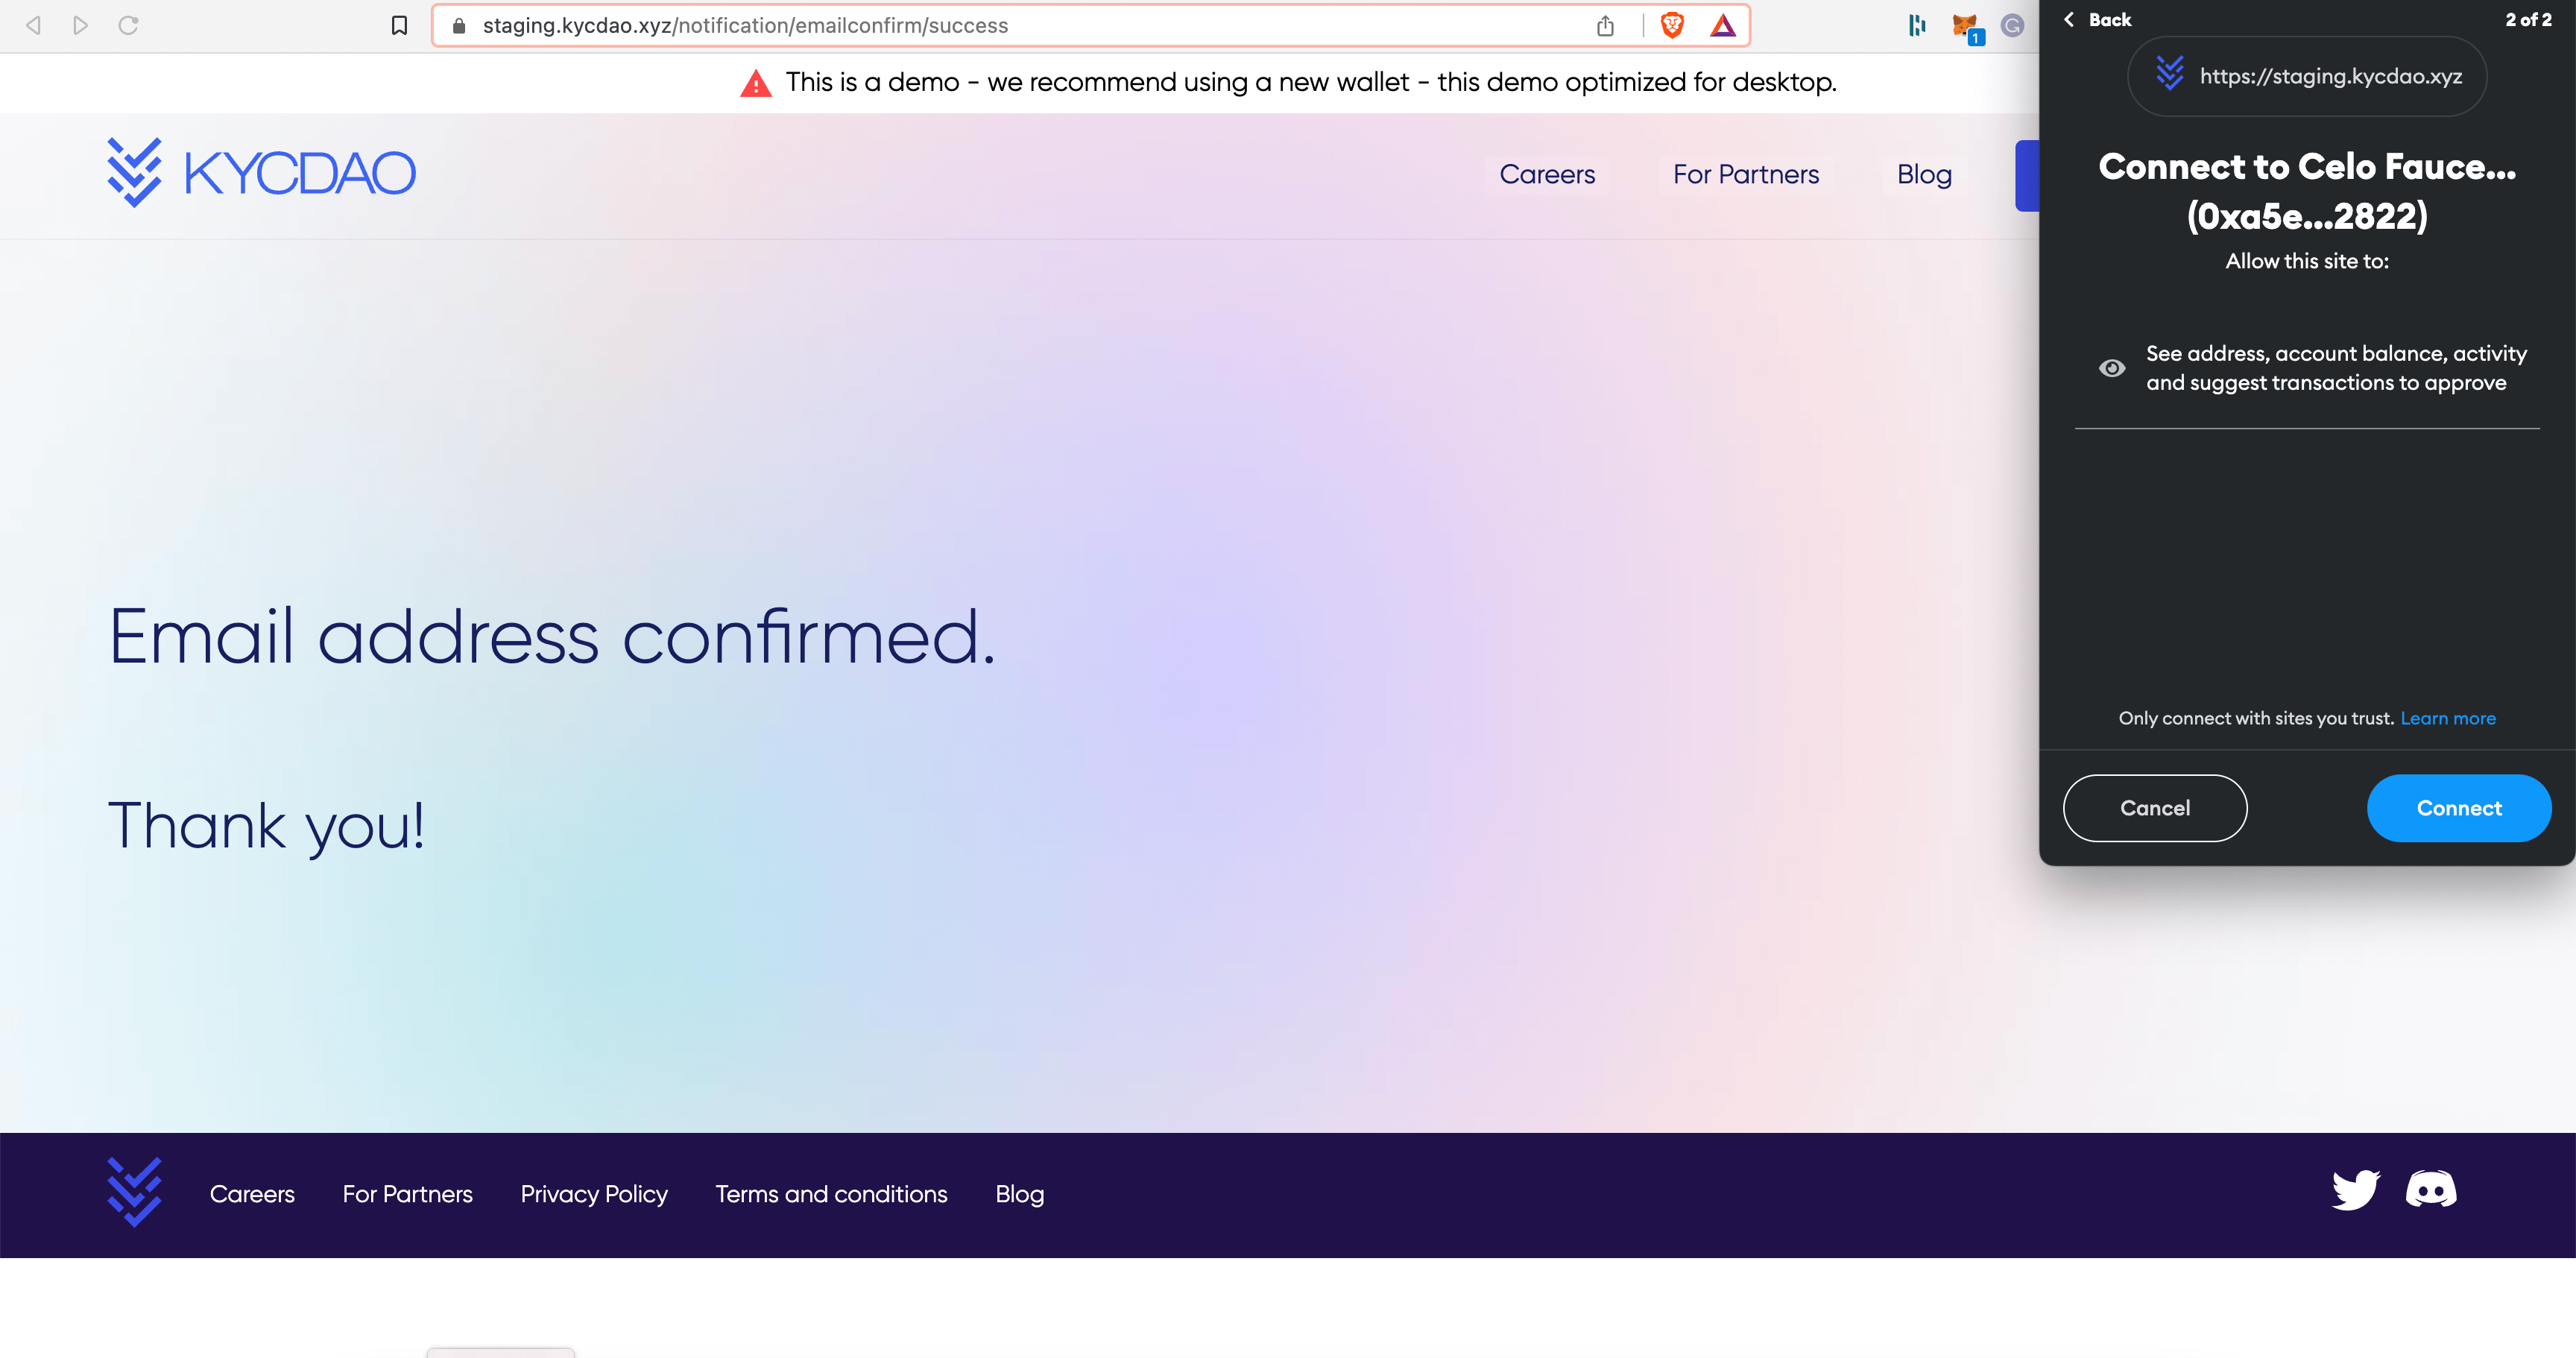 staging.kycdao.xyz/notification/emailconfirm/success
1
G
This is a demo - we recommend using a new wallet - this demo optimized for desktop.
KYCDAO
Careers
For Partners
Blog
Back
2 of 2
https://staging.kycdao.xyz
Connect to Celo Fauce...
(0xa5e...2822)
Allow this site to:
See address, account balance, activity
and suggest transactions to approve
Only connect with sites you trust. Learn more
Cancel
Connect
Email address confirmed.
Thank you!
Careers
For Partners
Privacy Policy
Terms and conditions
Blog